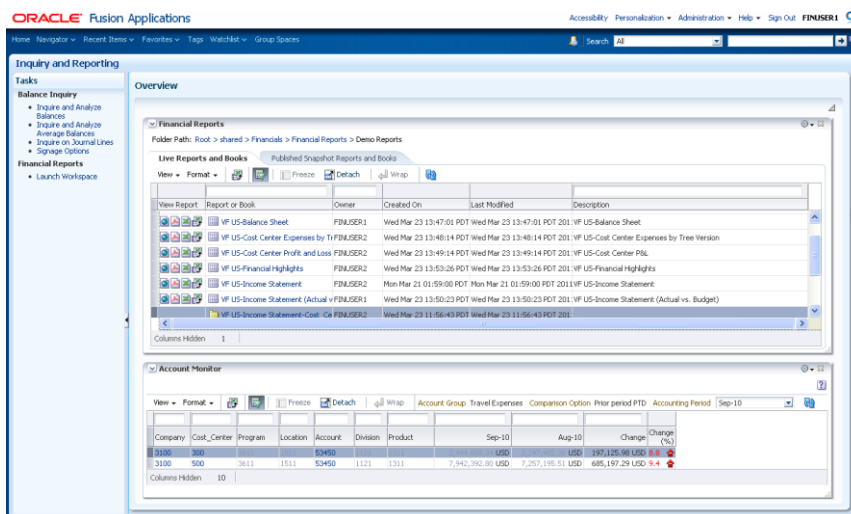 ORACLE Fusion Applications
Accessibility Personalization Administration Help Sign Out FINUSER1
Home Navigator Recent Items Favorites Tags Watchlist Group Spaces
Search All
Inquiry and Reporting
Tasks
Balance Inquiry
Inquire and Analyze
Balances
Inquire and Analyze
Average Balances
Inquire on Journal Lines
Signage Options
Financial Reports
Launch Workspace
Overview
Financial Reports
Folder Path: Root > shared > Financials > Financial Reports > Demo Reports
Live Reports and Books Published Snapshot Reports and Books
View Format Freeze Detach Wrap
View Report Report or Book Owner Created On Last Modified Description
VF US-Balance Sheet FINUSER1 Wed Mar 23 13:47:01 PDT Wed Mar 23 13:47:01 PDT 201 VF US-Balance Sheet
VF US-Cost Center Expenses by Tr FINUSER2 Wed Mar 23 13:48:14 PDT Wed Mar 23 13:48:14 PDT 201 VF US-Cost Center Expenses by Tree Version
VF US-Cost Center Profit and Loss FINUSER2 Wed Mar 23 13:49:14 PDT Wed Mar 23 13:49:14 PDT 201 VF US-Cost Center P&L
VF US-Financial Highlights FINUSER2 Wed Mar 23 13:53:26 PDT Wed Mar 23 13:53:26 PDT 201 VF US-Financial Highlights
VF US-Income Statement FINUSER2 Mon Mar 21 01:59:00 PDT Mon Mar 21 01:59:00 PDT 2011 VF US-Income Statement
VF US-Income Statement (Actual v FINUSER1 Wed Mar 23 13:50:23 PDT Wed Mar 23 13:50:23 PDT 201 VF US-Income Statement (Actual vs. Budget)
VF US-Income Statement-Cost Ce FINUSER2 Wed Mar 23 11:56:43 PDT Wed Mar 23 11:56:43 PDT 201
Columns Hidden 1
Account Monitor
View Format Freeze Detach Wrap Account Group Travel Expenses Comparison Option Prior period PTD Accounting Period Sep-10
Company Cost_Center Program Location Account Division Product Sep-10 Aug-10 Change Change
(%)
3100 300 53450 USD USD 197,125.98 USD 8.8
3100 500 3611 1511 53450 1121 1311 7,942,392.80 USD 7,257,195.51 USD 685,197.29 USD 9.4
Columns Hidden 10